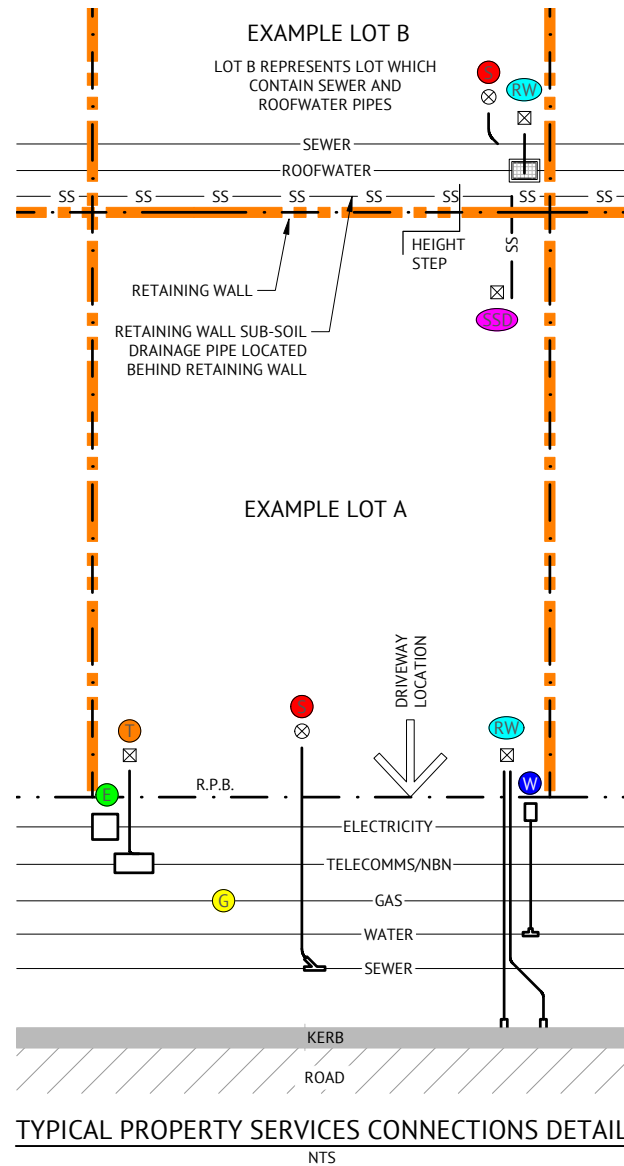 EXAMPLE LOT B
LOT B REPRESENTS LOT WHICH
CONTAIN SEWER AND
ROOFWATER PIPES
S
RW
SEWER
ROOFWATER
SS SS SS SS SS SS SS SS
HEIGHT
STEP
SS
RETAINING WALL
SSD
RETAINING WALL SUB-SOIL
DRAINAGE PIPE LOCATED
BEHIND RETAINING WALL
EXAMPLE LOT A
DRIVEWAY
LOCATION
S
T
RW
E
R.P.B.
W
ELECTRICITY
TELECOMMS/NBN
G
GAS
WATER
SEWER
KERB
ROAD
TYPICAL PROPERTY SERVICES CONNECTIONS DETAIL
NTS